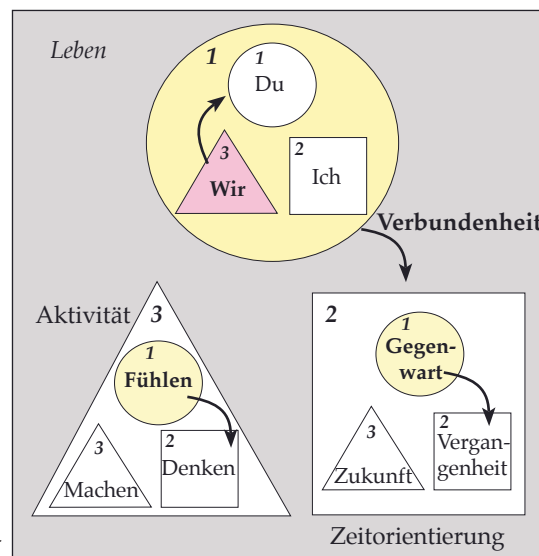 Leben
1
1
Du
3
Wir
2
Ich
Verbundenheit
Aktivität
3
1
Fühlen
3
Machen
2
Denken
2
1
Gegen-
wart
3
Zukunft
2
Vergan-
genheit
Zeitorientierung